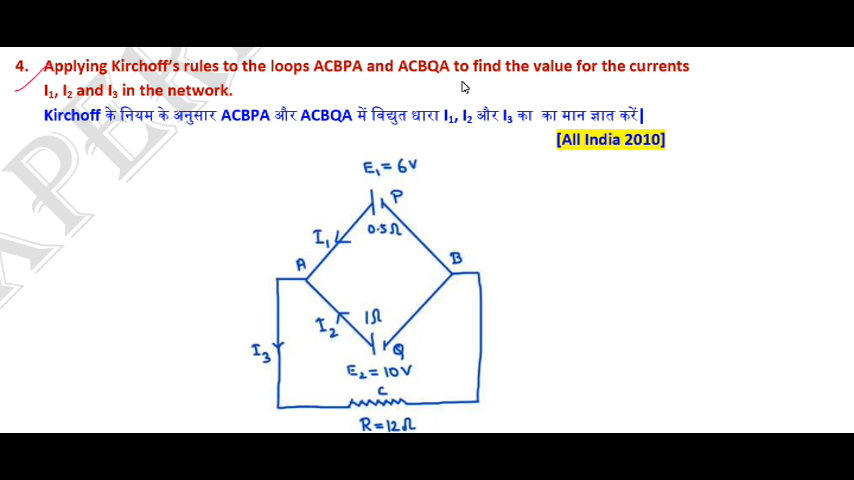 4. Applying Kirchoff's rules to the loops ACBPA and ACBQA to find the value for the currents
I₁, I₂ and I₃ in the network.
Kirchoff के नियम के अनुसार ACBPA और ACBQA में विद्युत धारा I₁, I₂ और I₃ का का मान ज्ञात करें|
[All India 2010]
E₁ = 6V
P
0.5Ω
I₁
A
B
1Ω
I₂
Q
I₃
E₂ = 10V
C
R = 12Ω